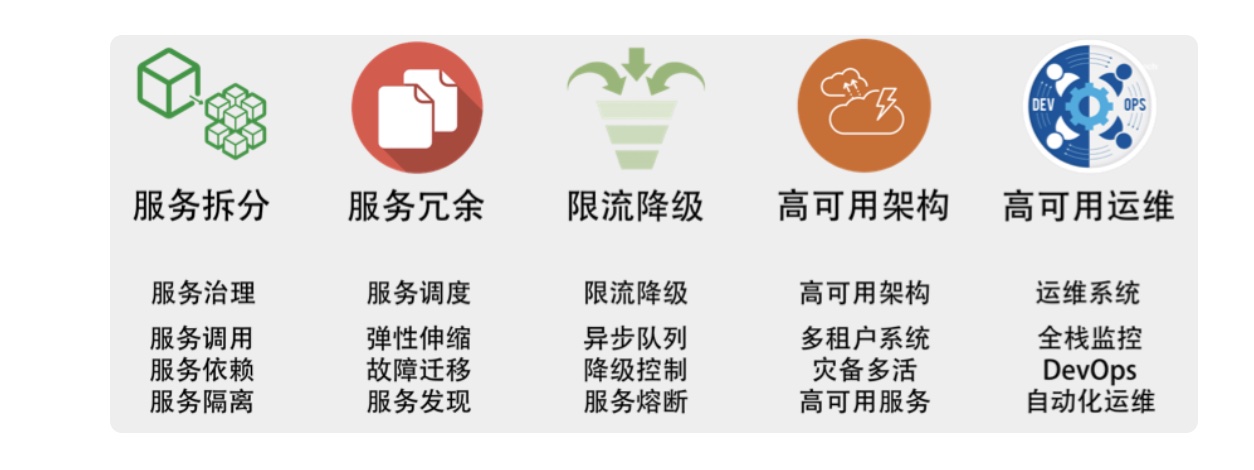 DEV
OPS
服务拆分
服务冗余
限流降级
高可用架构
高可用运维
服务治理
服务调度
限流降级
高可用架构
运维系统
服务调用
弹性伸缩
异步队列
多租户系统
全栈监控
服务依赖
故障迁移
降级控制
灾备多活
DevOps
服务隔离
服务发现
服务熔断
高可用服务
自动化运维